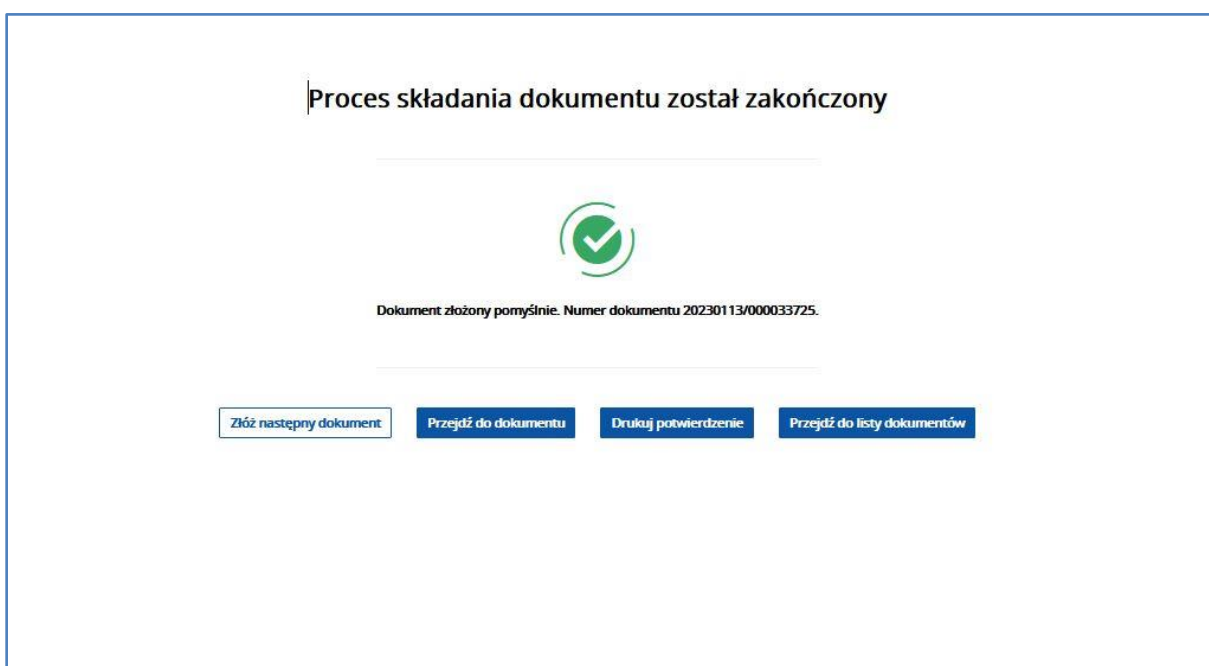 Proces składania dokumentu został zakończony
Dokument złożony pomyślnie. Numer dokumentu 20230113/000033725.
Złóż następny dokument
Przejdź do dokumentu
Drukuj potwierdzenie
Przejdź do listy dokumentów